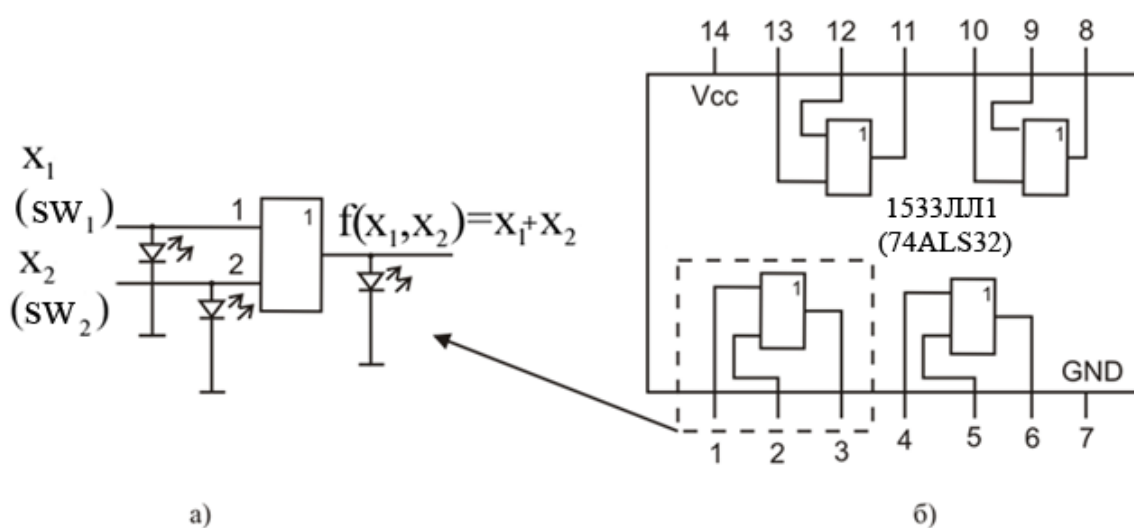 14 13 12 11 10 9 8
Vcc
1 1
1533ЛЛ1
(74ALS32)
1 1
GND
1 2 3 4 5 6 7
б)
x₁
(sw₁)
1
1
f(x₁,x₂)=x₁+x₂
x₂
2
(sw₂)
а)